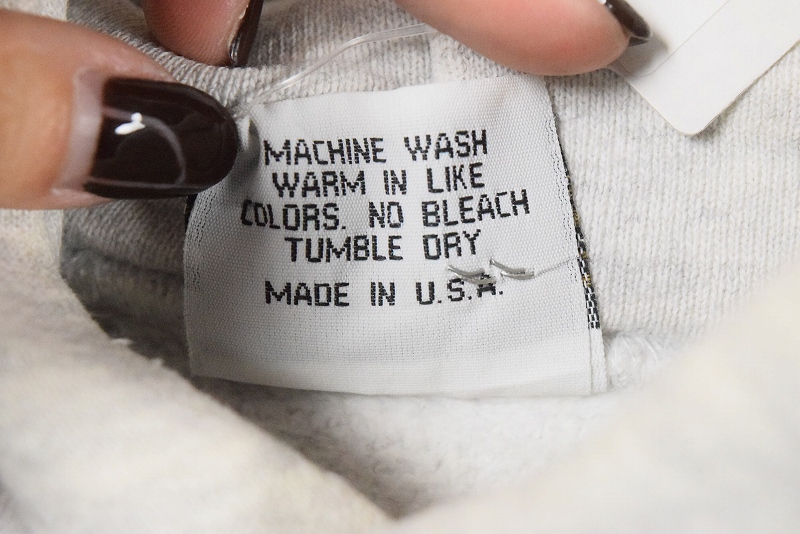 MACHINE WASH
WARM IN LIKE
COLORS. NO BLEACH
TUMBLE DRY
MADE IN U.S.A.